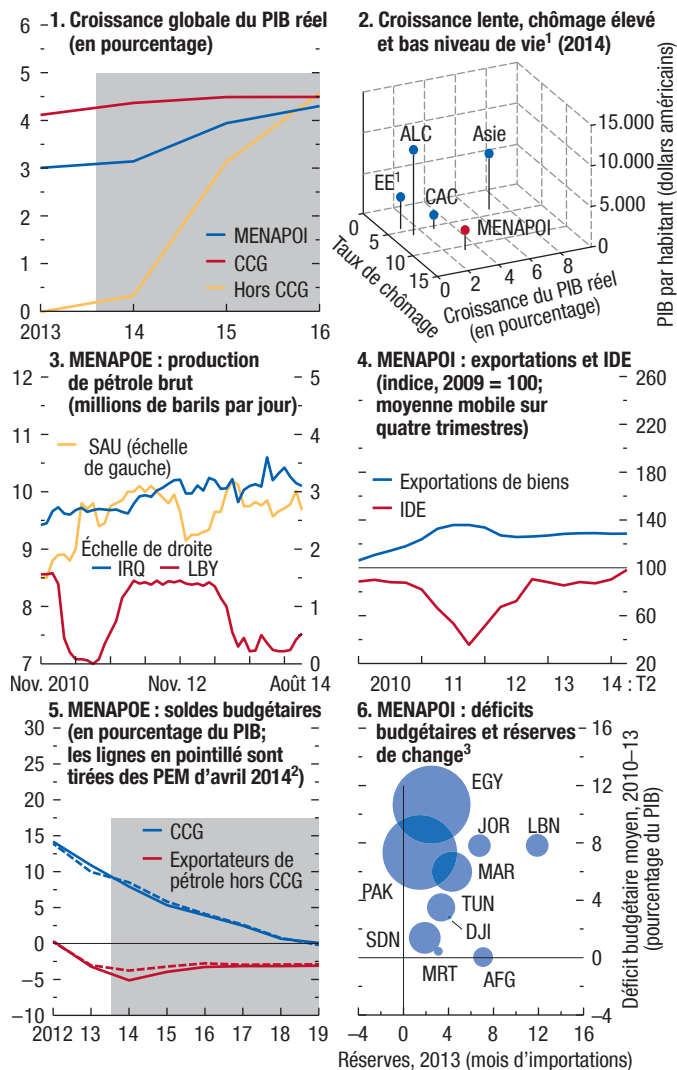 1. Croissance globale du PIB réel
(en pourcentage)
6
5
4
3
2
1
0
MENAPOI
CCG
Hors CCG
2013
14
15
16
2. Croissance lente, chômage élevé
et bas niveau de vie¹ (2014)
ALC
Asie
EE¹
CAC
MENAPOI
15.000
10.000
5.000
0
PIB par habitant (dollars américains)
0
5
10
15
Taux de chômage
0
2
4
6
8
Croissance du PIB réel
(en pourcentage)
3. MENAPOE : production
de pétrole brut
(millions de barils par jour)
12
11
10
9
8
7
5
4
3
2
1
0
SAU (échelle
de gauche)
Échelle de droite
IRQ
LBY
Nov. 2010
Nov. 12
Août 14
4. MENAPOI : exportations et IDE
(indice, 2009 = 100;
moyenne mobile sur
quatre trimestres)
260
220
180
140
100
60
20
Exportations de biens
IDE
2010
11
12
13
14 : T2
5. MENAPOE : soldes budgétaires
(en pourcentage du PIB;
les lignes en pointillé sont
tirées des PEM d’avril 2014²)
30
25
20
15
10
5
0
−5
−10
CCG
Exportateurs de
pétrole hors CCG
2012
13
14
15
16
17
18
19
6. MENAPOI : déficits
budgétaires et réserves
de change³
16
12
8
4
0
−4
EGY
JOR
LBN
PAK
MAR
TUN
DJI
SDN
MRT
AFG
Déficit budgétaire moyen, 2010–13
(pourcentage du PIB)
−4
0
4
8
12
16
Réserves, 2013 (mois d’importations)